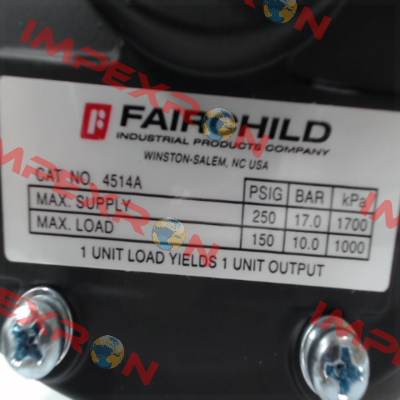 FAIRCHILD
INDUSTRIAL PRODUCTS COMPANY
WINSTON-SALEM, NC USA
CAT. NO. 4514A PSIG BAR kPa
MAX. SUPPLY 250 17.0 1700
MAX. LOAD 150 10.0 1000
1 UNIT LOAD YIELDS 1 UNIT OUTPUT
IMPEXRON
IMPEXRON
IMPEXRON